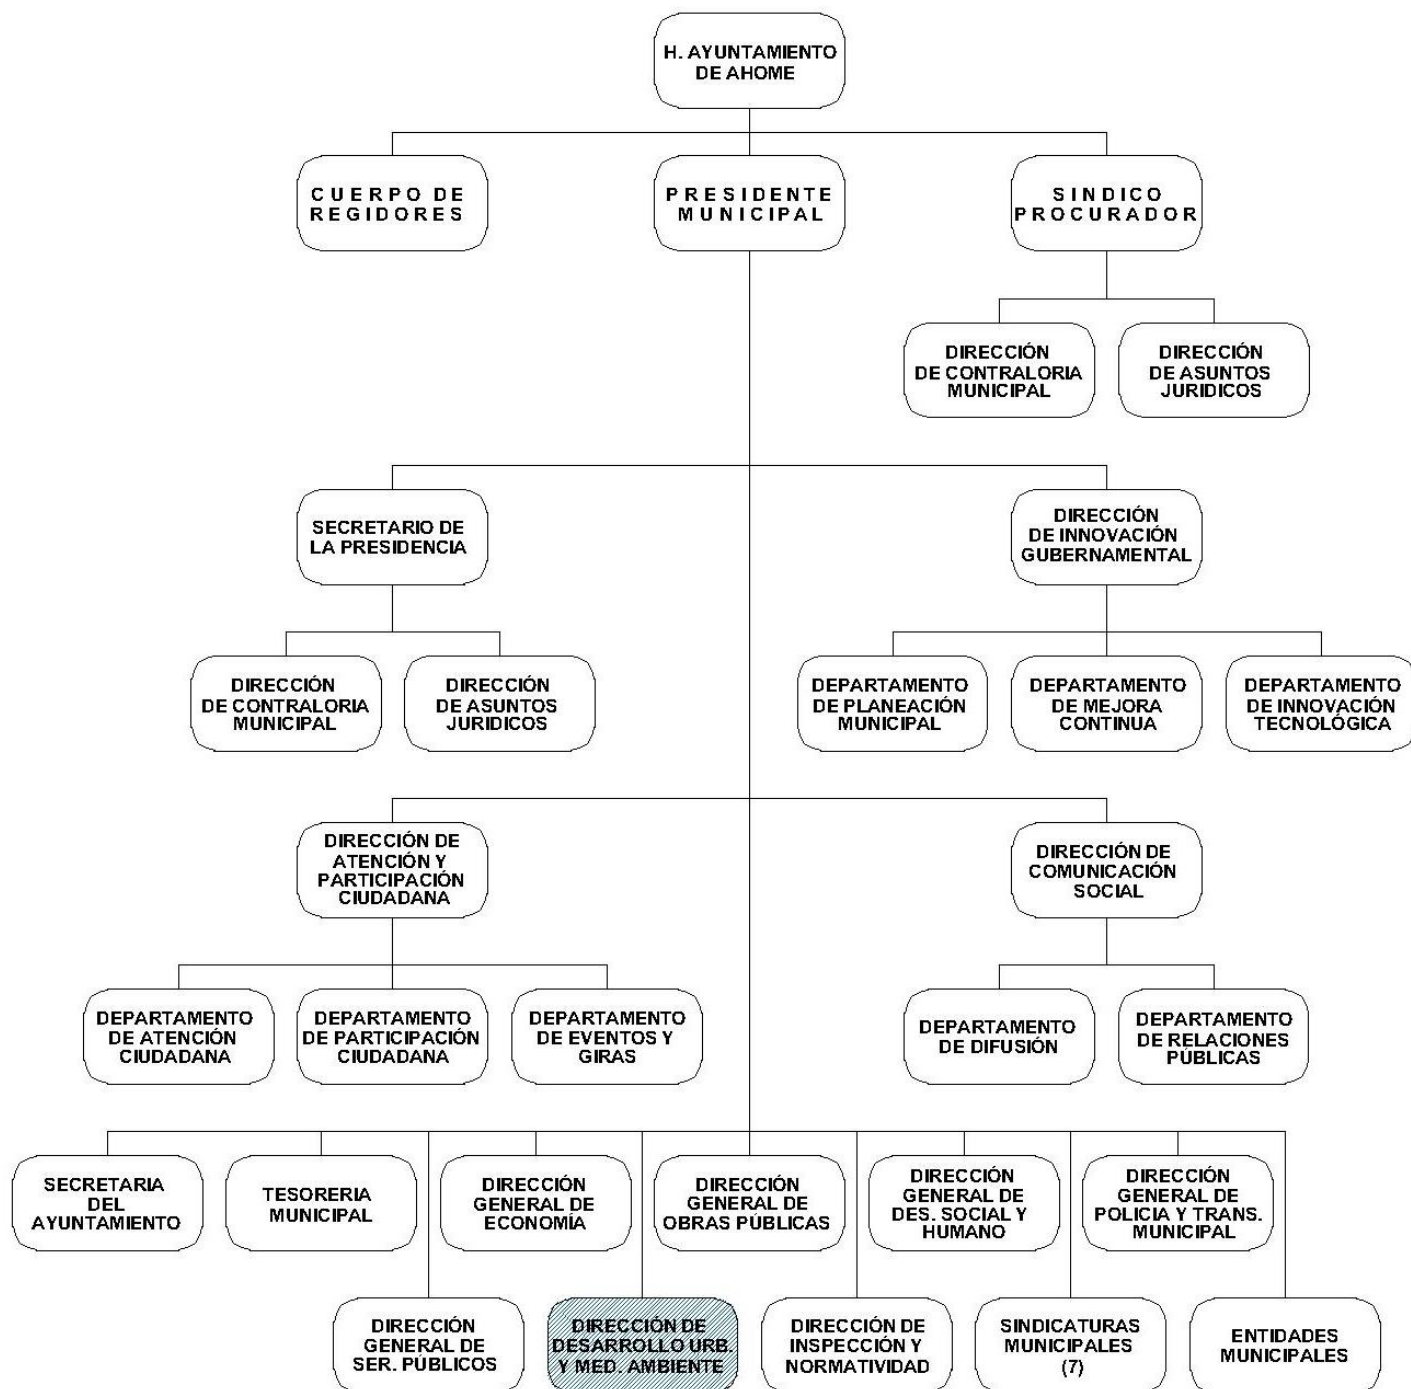 H. AYUNTAMIENTO
DE AHOME
CUERPO DE
REGIDORES
PRESIDENTE
MUNICIPAL
SINDICO
PROCURADOR
DIRECCIÓN
DE CONTRALORIA
MUNICIPAL
DIRECCIÓN
DE ASUNTOS
JURIDICOS
SECRETARIO DE
LA PRESIDENCIA
DIRECCIÓN
DE INNOVACIÓN
GUBERNAMENTAL
DIRECCIÓN
DE CONTRALORIA
MUNICIPAL
DIRECCIÓN
DE ASUNTOS
JURIDICOS
DEPARTAMENTO
DE PLANEACIÓN
MUNICIPAL
DEPARTAMENTO
DE MEJORA
CONTINUA
DEPARTAMENTO
DE INNOVACIÓN
TECNOLÓGICA
DIRECCIÓN DE
ATENCIÓN Y
PARTICIPACIÓN
CIUDADANA
DIRECCIÓN DE
COMUNICACIÓN
SOCIAL
DEPARTAMENTO
DE ATENCIÓN
CIUDADANA
DEPARTAMENTO
DE PARTICIPACIÓN
CIUDADANA
DEPARTAMENTO
DE EVENTOS Y
GIRAS
DEPARTAMENTO
DE DIFUSIÓN
DEPARTAMENTO
DE RELACIONES
PÚBLICAS
SECRETARIA
DEL
AYUNTAMIENTO
TESORERIA
MUNICIPAL
DIRECCIÓN
GENERAL DE
ECONOMÍA
DIRECCIÓN
GENERAL DE
OBRAS PÚBLICAS
DIRECCIÓN
GENERAL DE
DES. SOCIAL Y
HUMANO
DIRECCIÓN
GENERAL DE
POLICIA Y TRANS.
MUNICIPAL
DIRECCIÓN
GENERAL DE
SER. PÚBLICOS
DIRECCIÓN DE
DESARROLLO URB.
Y MED. AMBIENTE
DIRECCIÓN DE
INSPECCIÓN Y
NORMATIVIDAD
SINDICATURAS
MUNICIPALES
(7)
ENTIDADES
MUNICIPALES